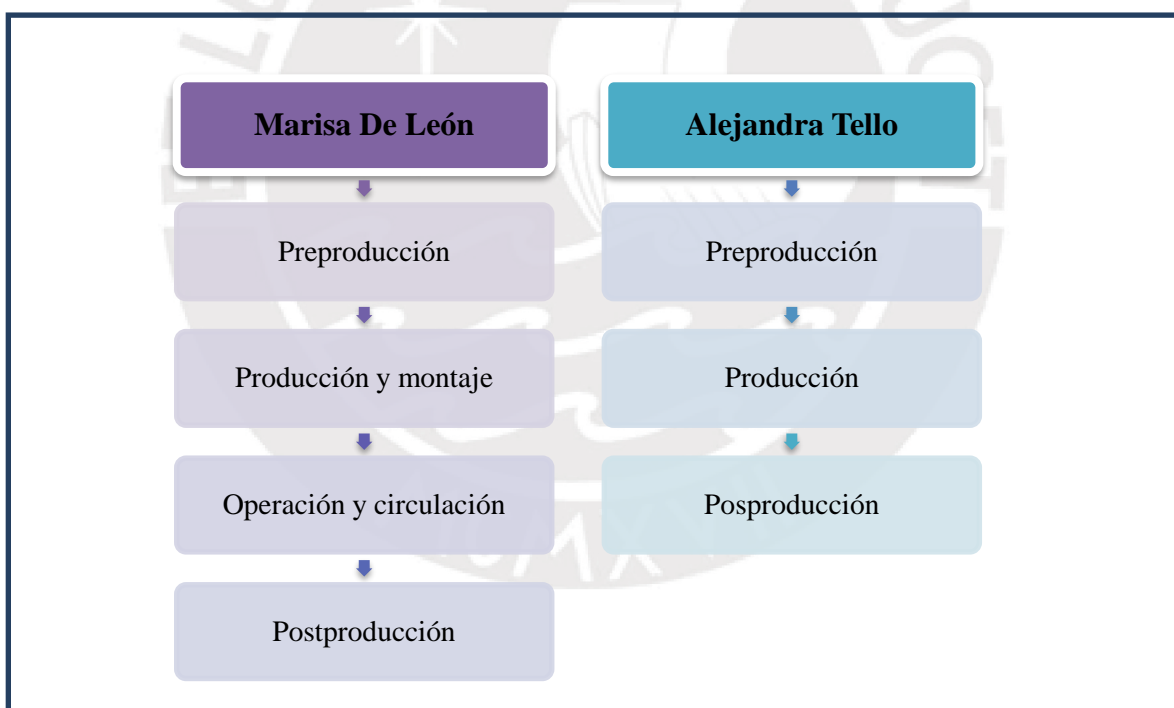 Marisa De León
Preproducción
Producción y montaje
Operación y circulación
Postproducción
Alejandra Tello
Preproducción
Producción
Posproducción